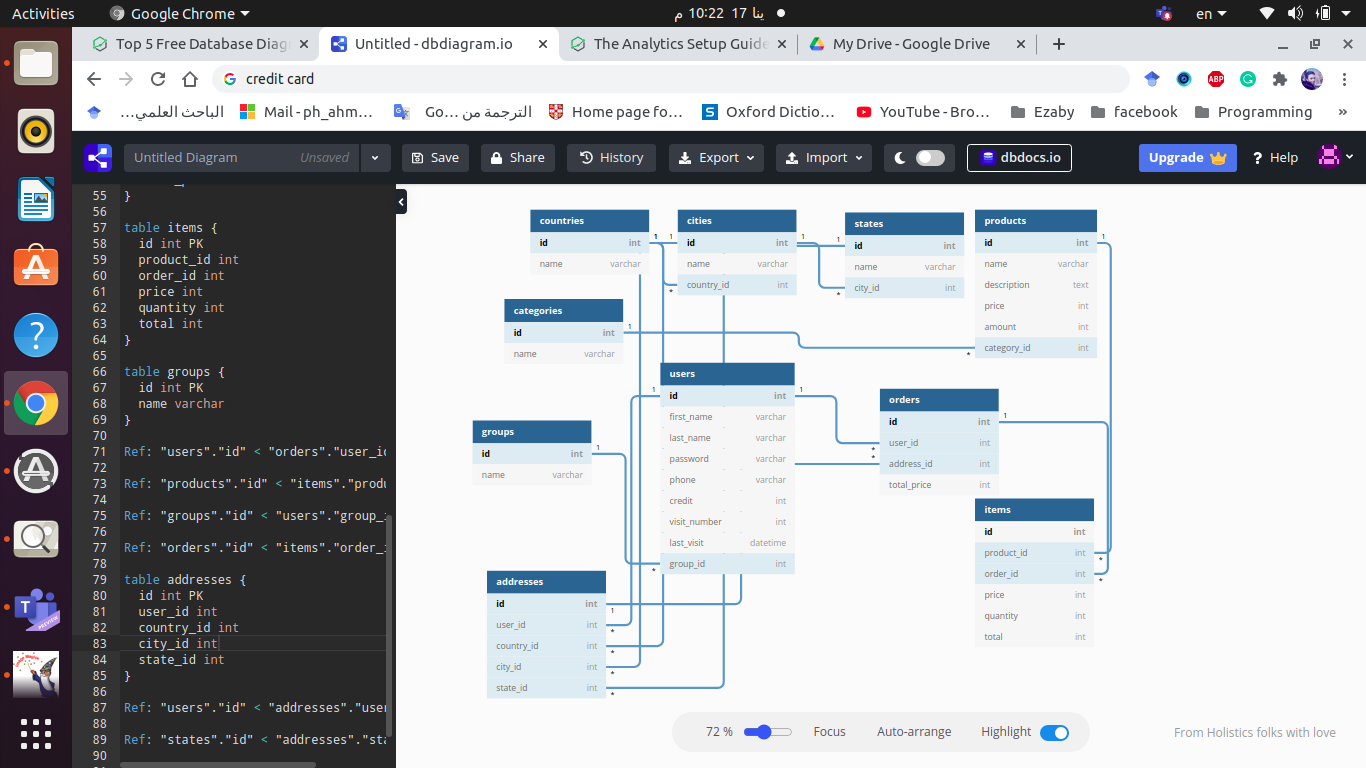 Activities
Google Chrome
م 10:22 17 ينا
en
Top 5 Free Database Diag
Untitled - dbdiagram.io
The Analytics Setup Guide
My Drive - Google Drive
credit card
ABP
الباحث العلمي...
Mail - ph_ahm...
الترجمة من Go...
Home page fo...
Oxford Dictio...
YouTube - Bro...
Ezaby
facebook
Programming
»
Untitled Diagram
Unsaved
Save
Share
History
Export
Import
dbdocs.io
Upgrade
Help
55 }
56
57 table items {
58 id int PK
59 product_id int
60 order_id int
61 price int
62 quantity int
63 total int
64 }
65
66 table groups {
67 id int PK
68 name varchar
69 }
70
71 Ref: "users"."id" < "orders"."user_id
72
73 Ref: "products"."id" < "items"."produ
74
75 Ref: "groups"."id" < "users"."group_i
76
77 Ref: "orders"."id" < "items"."order_i
78
79 table addresses {
80 id int PK
81 user_id int
82 country_id int
83 city_id int
84 state_id int
85 }
86
87 Ref: "users"."id" < "addresses"."user
88
89 Ref: "states"."id" < "addresses"."sta
90
countries
id int
name varchar
cities
id int
name varchar
country_id int
states
id int
name varchar
city_id int
products
id int
name varchar
description text
price int
amount int
category_id int
categories
id int
name varchar
users
id int
first_name varchar
last_name varchar
password varchar
phone varchar
credit int
visit_number int
last_visit datetime
group_id int
orders
id int
user_id int
address_id int
total_price int
groups
id int
name varchar
items
id int
product_id int
order_id int
price int
quantity int
total int
addresses
id int
user_id int
country_id int
city_id int
state_id int
72 %
Focus
Auto-arrange
Highlight
From Holistics folks with love